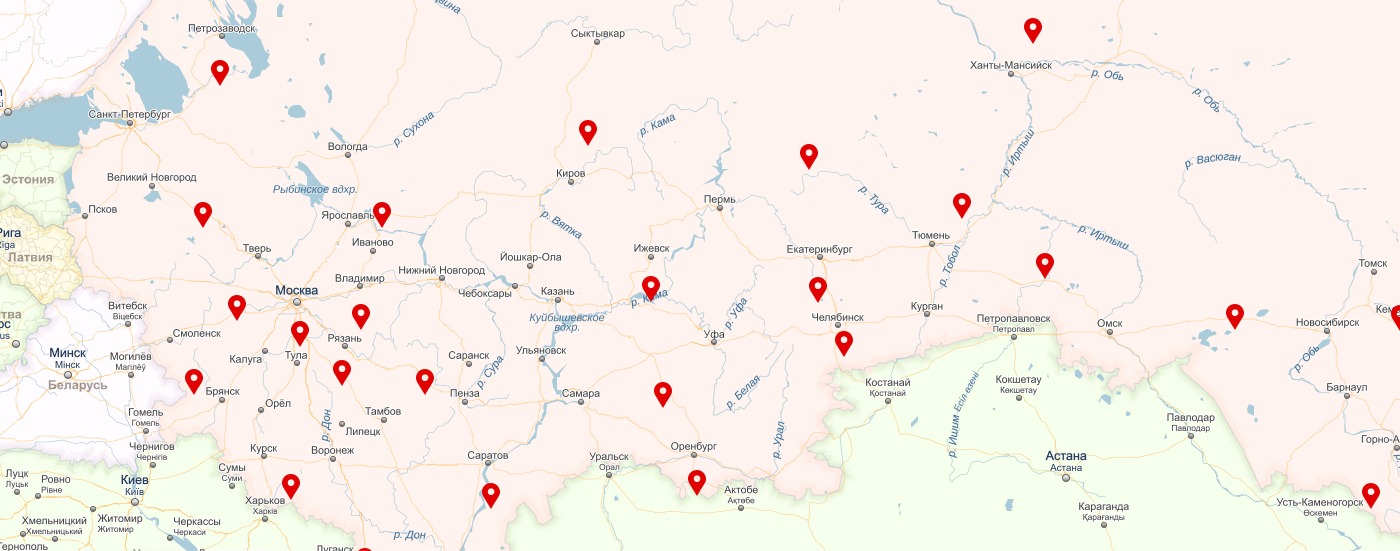 Петрозаводск
Сыктывкар
Ханты-Мансийск
р. Обь
р. Обь
Санкт-Петербург
р. Сухона
р. Кама
р. Иртыш
Вологда
р. Васюган
Эстония
Великий Новгород
Киров
Рыбинское вдхр.
р. Тура
Псков
Ярославль
Пермь
р. Вятка
Рига
Rīga
Тверь
Иваново
Ижевск
Екатеринбург
Тюмень
р. Иртыш
Латвия
Йошкар-Ола
р. Тобол
Томск
Нижний Новгород
Владимир
Москва
Чебоксары
Казань
р. Кама
р. Уфа
Витебск
Віцебск
Куйбышевское
вдхр.
Челябинск
Курган
Петропавловск
Петропавл
Омск
Новосибирск
Кем
Смоленск
Рязань
Уфа
Минск
Мінск
Беларусь
Могилёв
Магілёў
Калуга
Тула
Саранск
р. Сура
Ульяновск
р. Обь
Брянск
Пенза
Самара
р. Белая
Костанай
Қостанай
р. Ишим Есіл өзені
Кокшетау
Көкшетау
Барнаул
Гомель
Гомель
Орёл
р. Дон
Тамбов
Липецк
р. Урал
Павлодар
Павлодар
Чернигов
Чернігів
Курск
Воронеж
Саратов
Оренбург
Горно-А
Сумы
Суми
Уральск
Орал
Астана
Астана
Луцк
Луцьк
Ровно
Рівне
Киев
Київ
Харьков
Харків
Актобе
Ақтөбе
Караганда
Қарағанды
Усть-Каменогорск
Өскемен
Хмельницкий
Хмельницький
Житомир
Житомир
Черкассы
Черкаси
Тернополь
р. Дон
Луганск